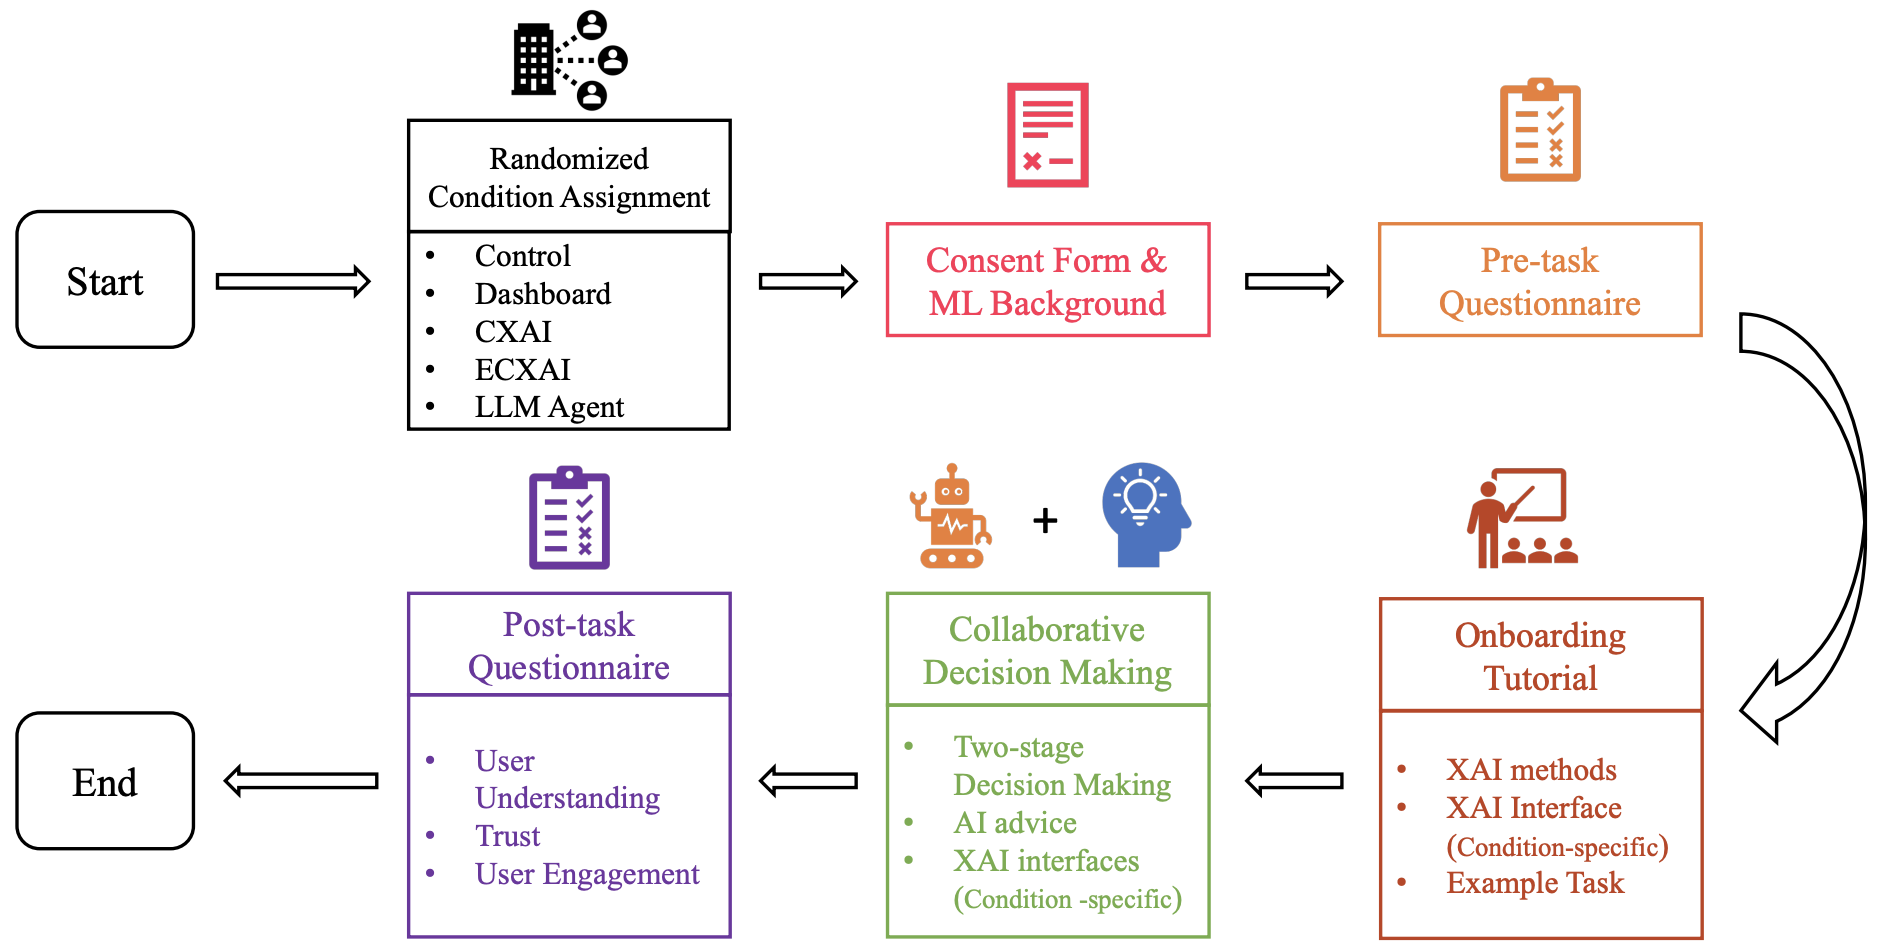 Start
Randomized
Condition Assignment
• Control
• Dashboard
• CXAI
• ECXAI
• LLM Agent
Consent Form &
ML Background
Pre-task
Questionnaire
Onboarding
Tutorial
• XAI methods
• XAI Interface
(Condition-specific)
• Example Task
+
Collaborative
Decision Making
• Two-stage
Decision Making
• AI advice
• XAI interfaces
(Condition -specific)
Post-task
Questionnaire
• User
Understanding
• Trust
• User Engagement
End